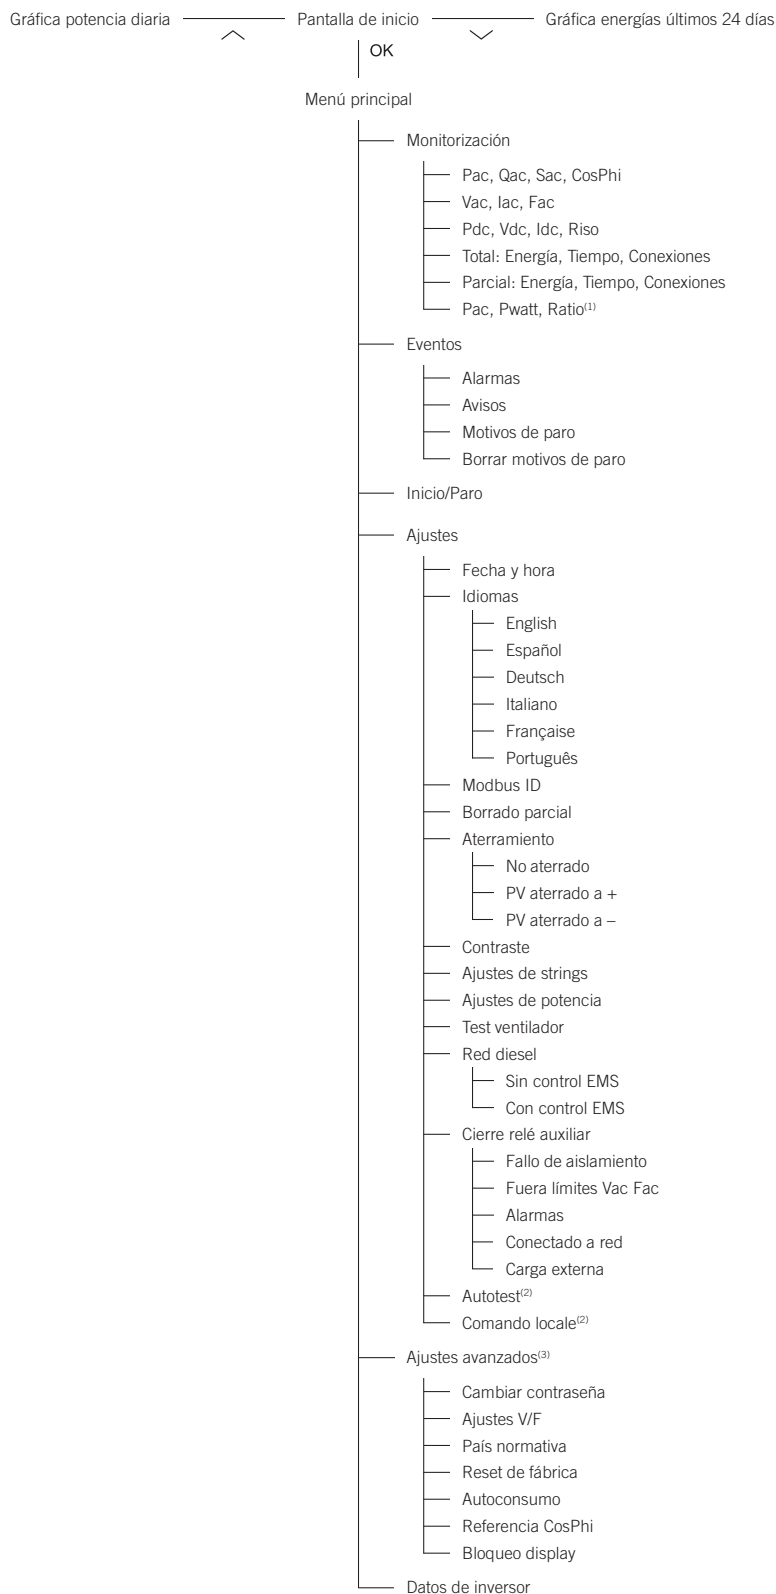 Gráfica potencia diaria Pantalla de inicio Gráfica energías últimos 24 días
OK
Menú principal
Monitorización
Pac, Qac, Sac, CosPhi
Vac, Iac, Fac
Pdc, Vdc, Idc, Riso
Total: Energía, Tiempo, Conexiones
Parcial: Energía, Tiempo, Conexiones
Pac, Pwatt, Ratio(1)
Eventos
Alarmas
Avisos
Motivos de paro
Borrar motivos de paro
Inicio/Paro
Ajustes
Fecha y hora
Idiomas
English
Español
Deutsch
Italiano
Française
Português
Modbus ID
Borrado parcial
Aterramiento
No aterrado
PV aterrado a +
PV aterrado a –
Contraste
Ajustes de strings
Ajustes de potencia
Test ventilador
Red diesel
Sin control EMS
Con control EMS
Cierre relé auxiliar
Fallo de aislamiento
Fuera límites Vac Fac
Alarmas
Conectado a red
Carga externa
Autotest(2)
Comando locale(2)
Ajustes avanzados(3)
Cambiar contraseña
Ajustes V/F
País normativa
Reset de fábrica
Autoconsumo
Referencia CosPhi
Bloqueo display
Datos de inversor